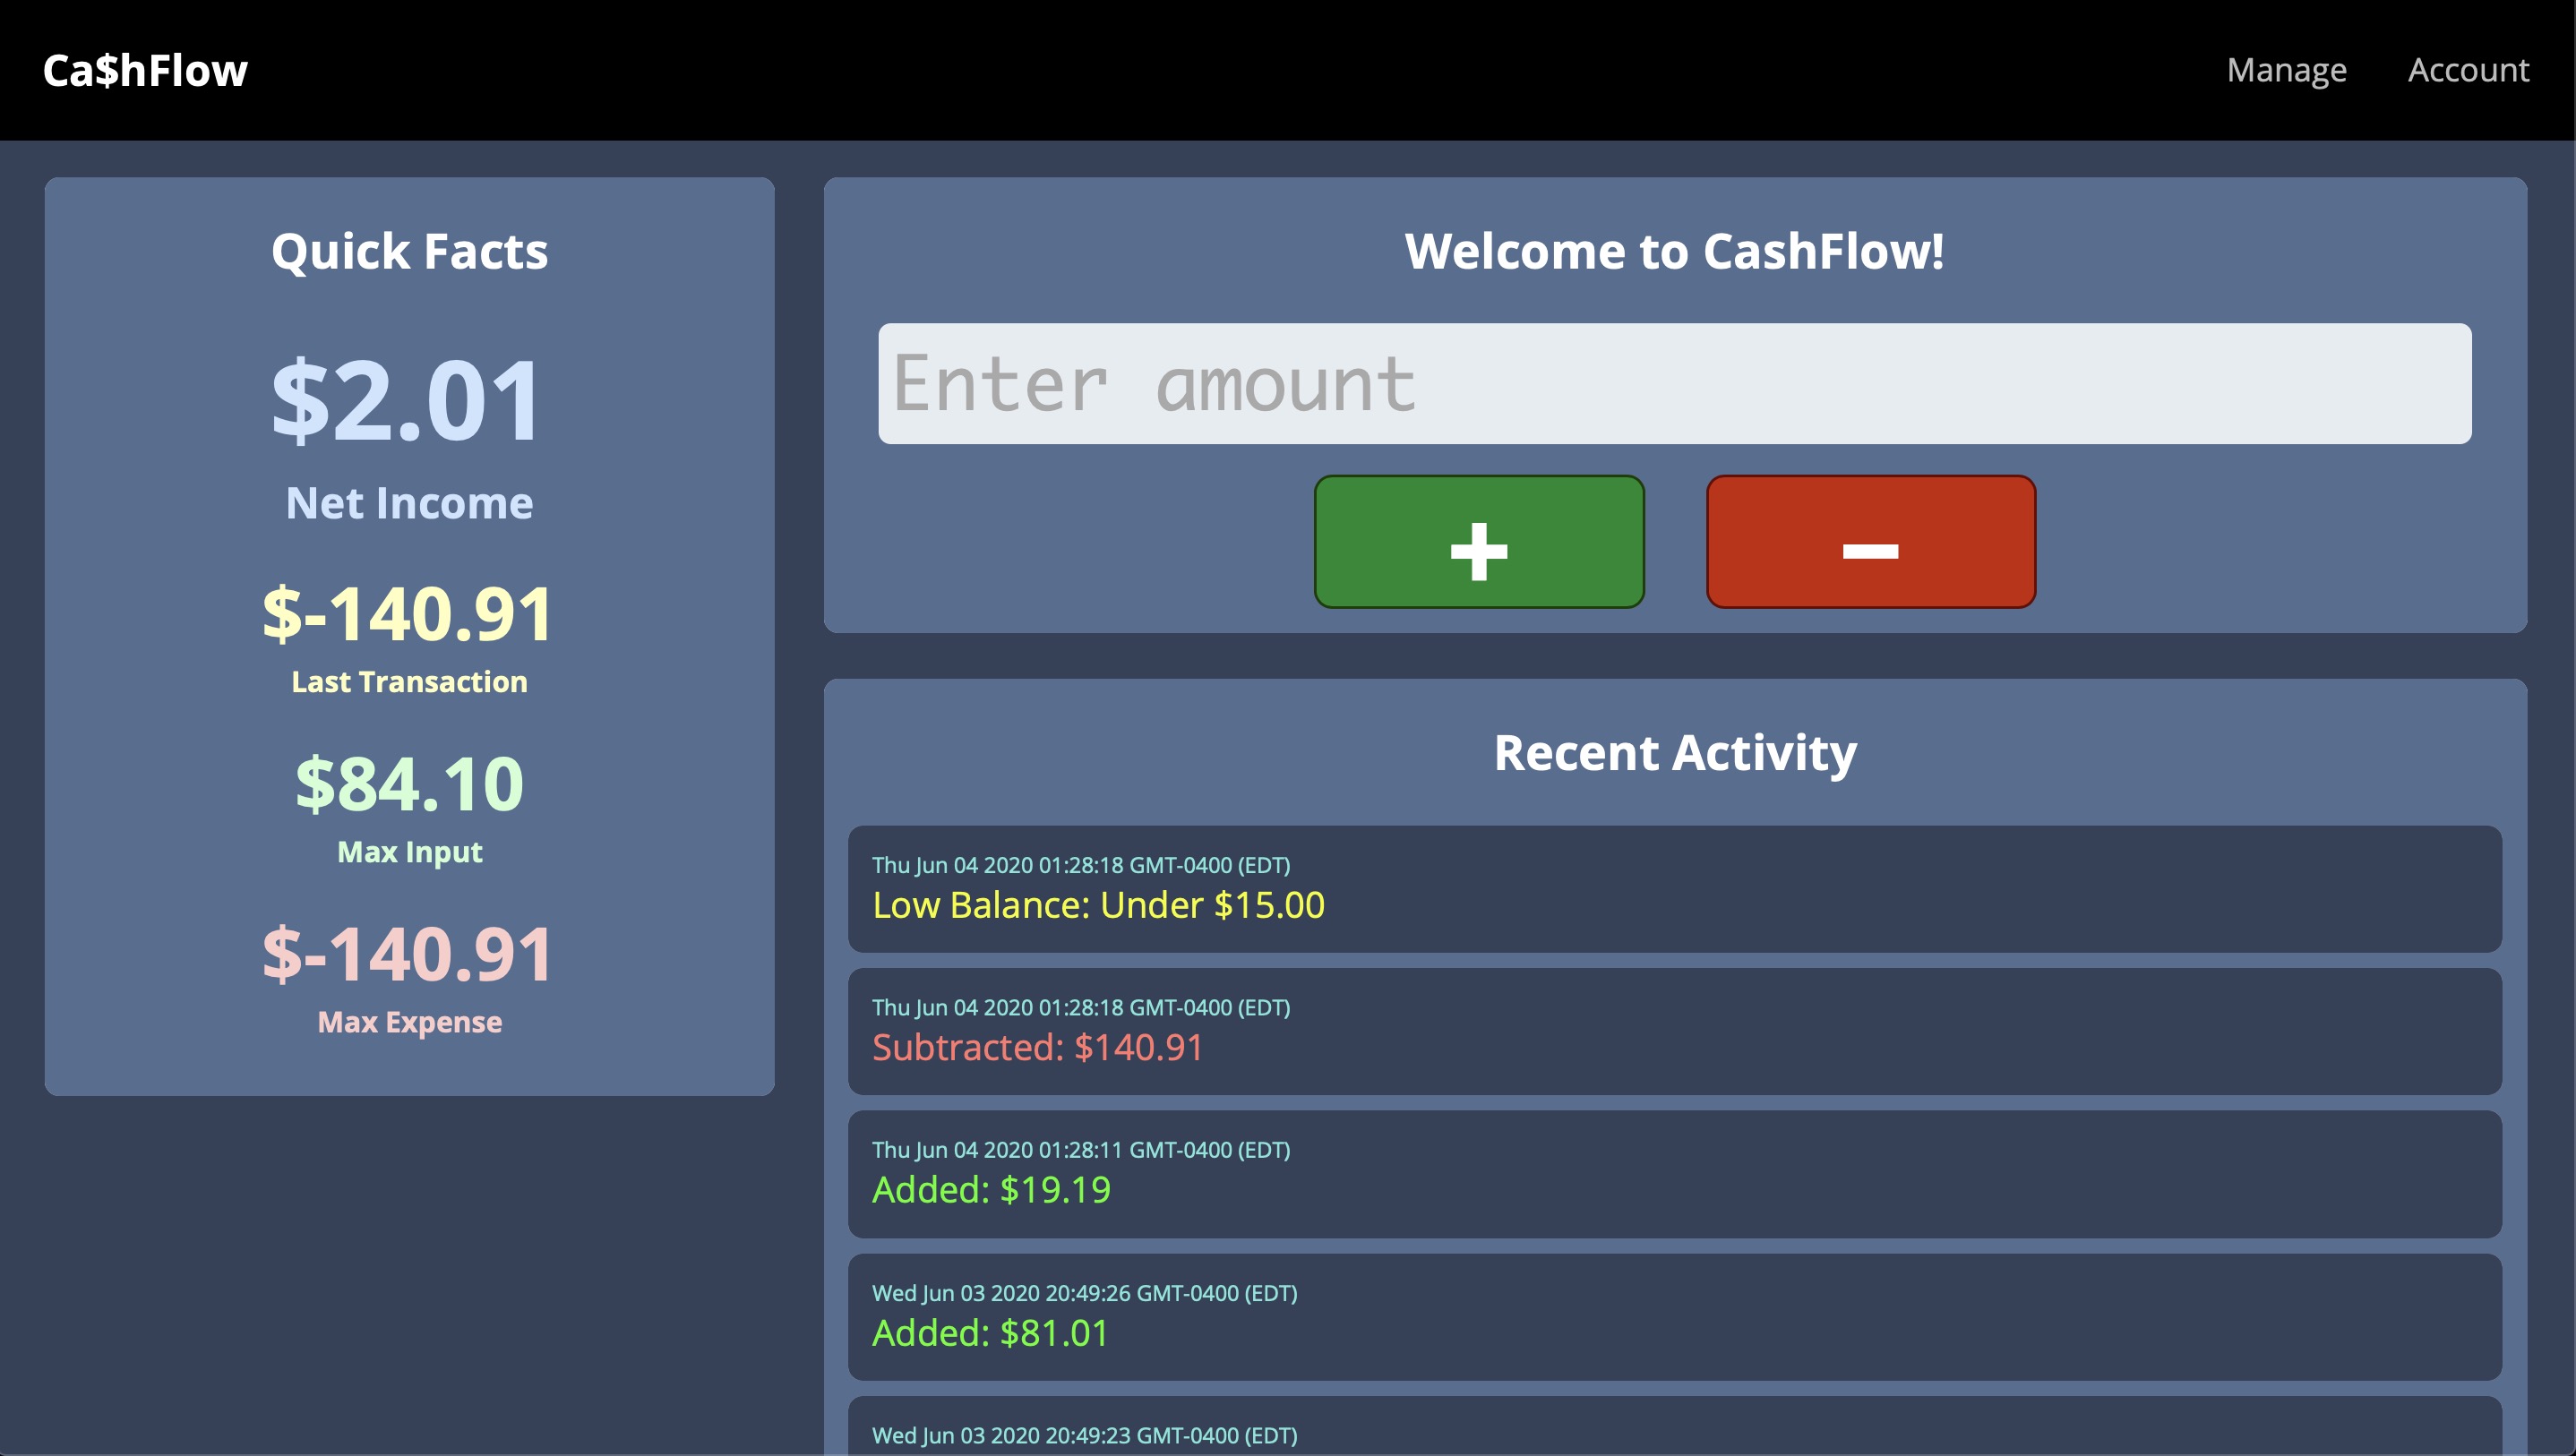 Ca$hFlow
Manage
Account
Quick Facts
$2.01
Net Income
$-140.91
Last Transaction
$84.10
Max Input
$-140.91
Max Expense
Welcome to CashFlow!
Enter amount
+
−
Recent Activity
Thu Jun 04 2020 01:28:18 GMT-0400 (EDT)
Low Balance: Under $15.00
Thu Jun 04 2020 01:28:18 GMT-0400 (EDT)
Subtracted: $140.91
Thu Jun 04 2020 01:28:11 GMT-0400 (EDT)
Added: $19.19
Wed Jun 03 2020 20:49:26 GMT-0400 (EDT)
Added: $81.01
Wed Jun 03 2020 20:49:23 GMT-0400 (EDT)